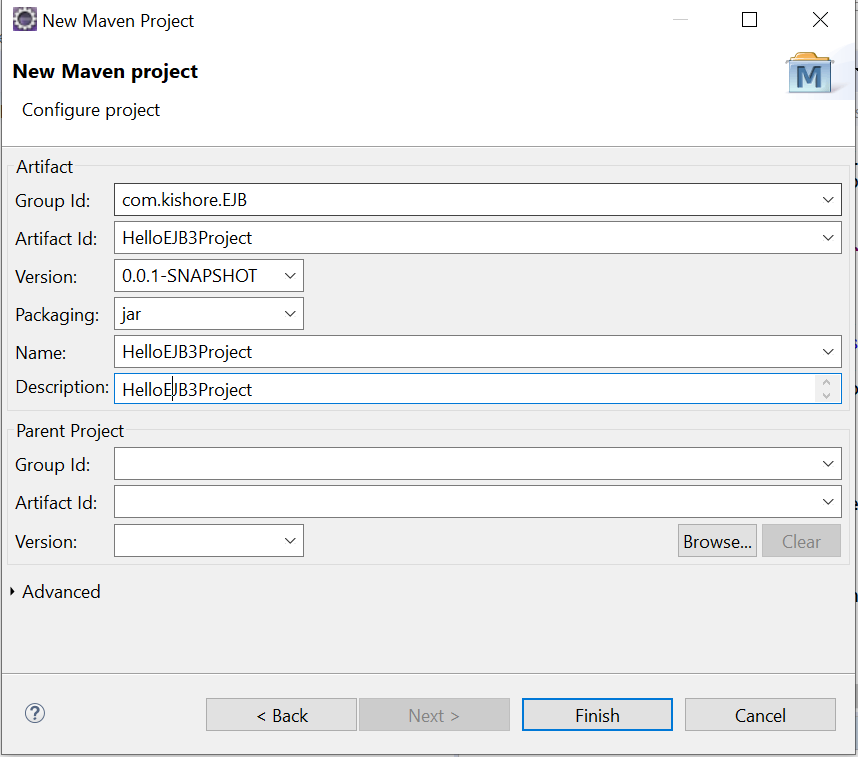 New Maven Project
New Maven project
Configure project
M
Artifact
Group Id: com.kishore.EJB
Artifact Id: HelloEJB3Project
Version: 0.0.1-SNAPSHOT
Packaging: jar
Name: HelloEJB3Project
Description: HelloEJB3Project
Parent Project
Group Id:
Artifact Id:
Version:
Browse... Clear
Advanced
?
< Back Next > Finish Cancel